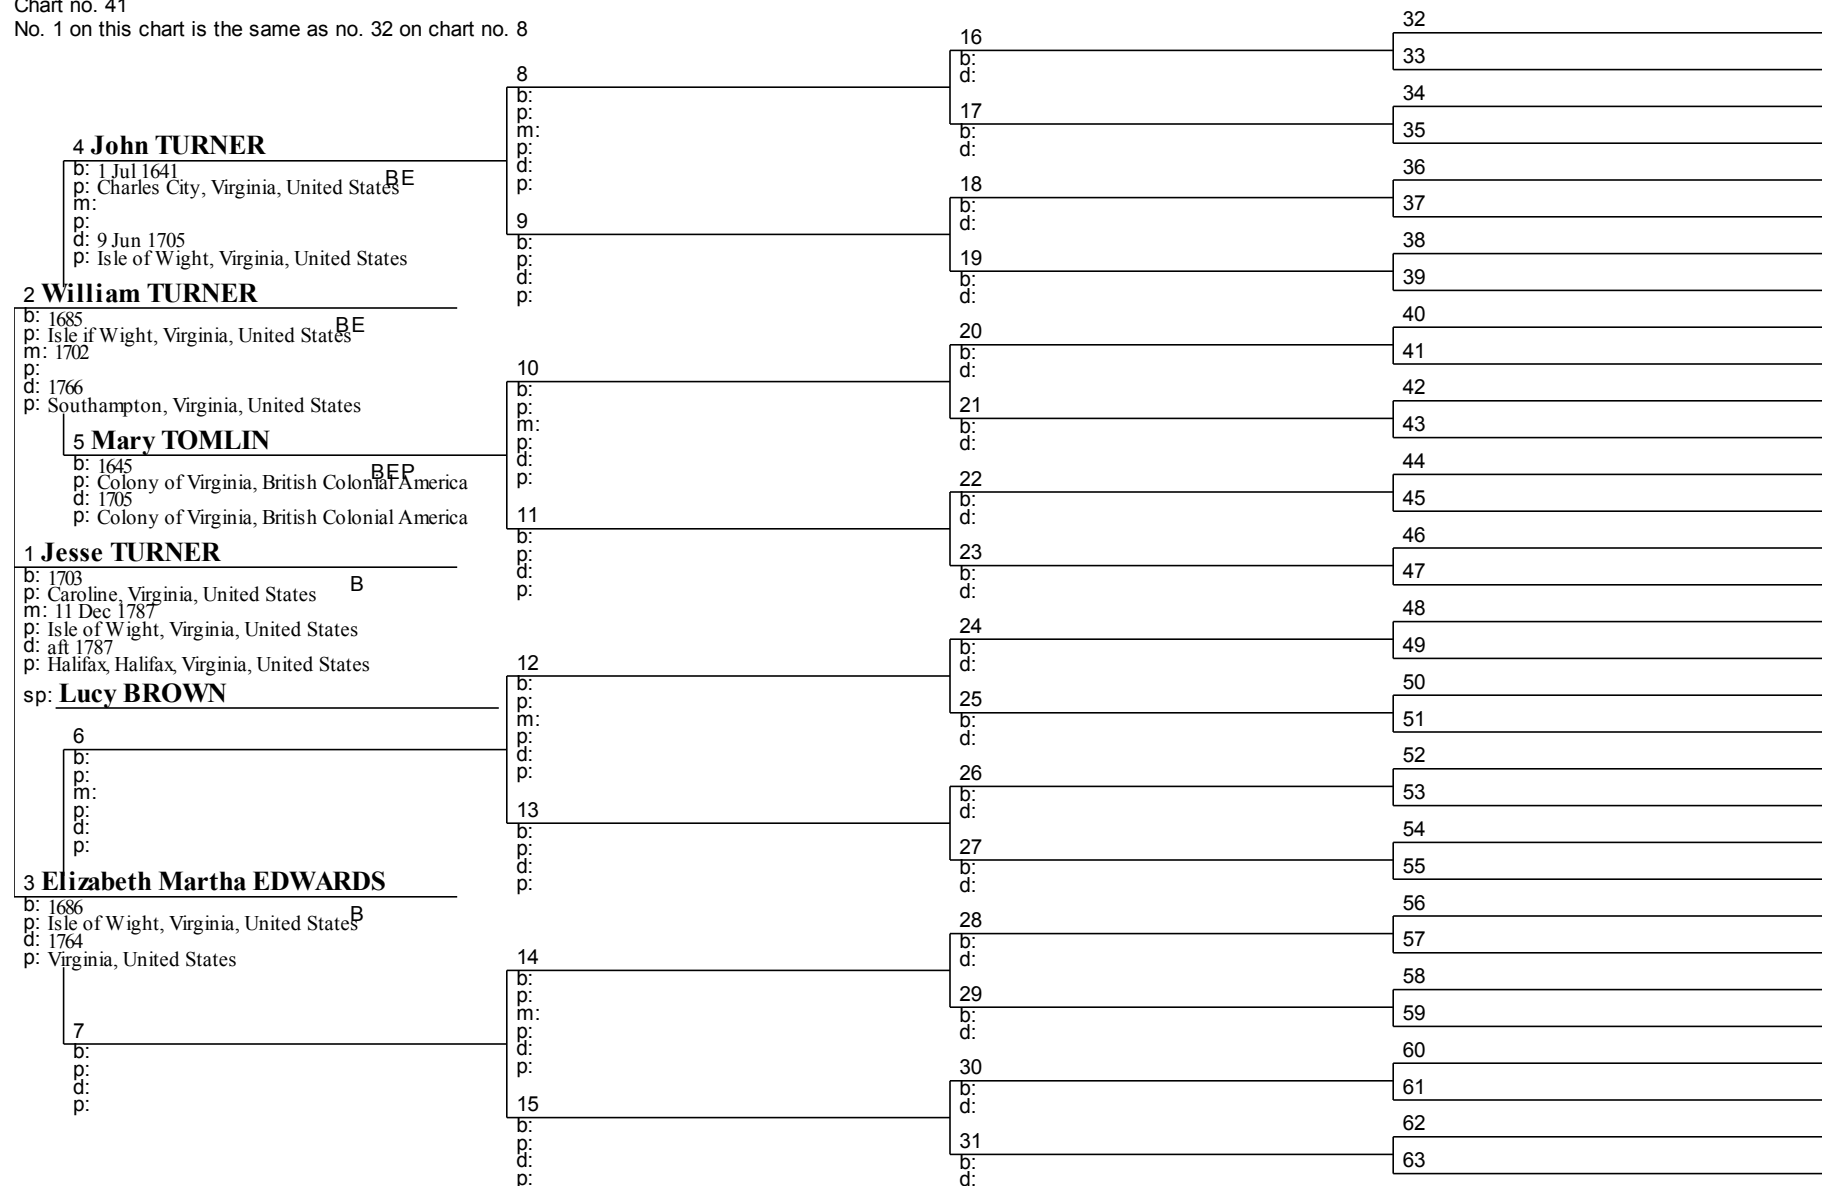 Chart no. 41
No. 1 on this chart is the same as no. 32 on chart no. 8
4 John TURNER
b: 1 Jul 1641
BE
p: Charles City, Virginia, United States
m:
p:
d: 9 Jun 1705
p: Isle of Wight, Virginia, United States
2 William TURNER
b: 1685
BE
p: Isle if Wight, Virginia, United States
m: 1702
p:
d: 1766
p: Southampton, Virginia, United States
5 Mary TOMLIN
b: 1645
BEP
p: Colony of Virginia, British Colonial America
d: 1705
p: Colony of Virginia, British Colonial America
1 Jesse TURNER
b: 1703
B
p: Caroline, Virginia, United States
m: 11 Dec 1787
p: Isle of Wight, Virginia, United States
d: aft 1787
p: Halifax, Halifax, Virginia, United States
sp: Lucy BROWN
6
b:
p:
m:
p:
d:
p:
3 Elizabeth Martha EDWARDS
b: 1686
B
p: Isle of Wight, Virginia, United States
d: 1764
p: Virginia, United States
7
b:
p:
d:
p:
8
b:
p:
m:
p:
d:
p:
9
b:
p:
d:
p:
10
b:
p:
m:
p:
d:
p:
11
b:
p:
d:
p:
12
b:
p:
m:
p:
d:
p:
13
b:
p:
d:
p:
14
b:
p:
m:
p:
d:
p:
15
b:
p:
d:
p:
16
b:
d:
17
b:
d:
18
b:
d:
19
b:
d:
20
b:
d:
21
b:
d:
22
b:
d:
23
b:
d:
24
b:
d:
25
b:
d:
26
b:
d:
27
b:
d:
28
b:
d:
29
b:
d:
30
b:
d:
31
b:
d:
32
33
34
35
36
37
38
39
40
41
42
43
44
45
46
47
48
49
50
51
52
53
54
55
56
57
58
59
60
61
62
63